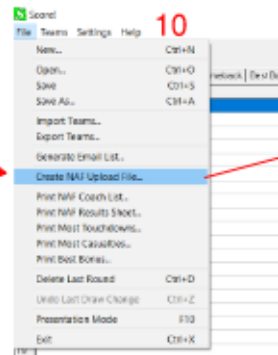 Score!
File Teams Settings Help 10
New... Ctrl+N
Open... Ctrl+O
Save Ctrl+S
Save As... Ctrl+A
Import Teams...
Export Teams...
Generate Email List...
Create NAF Upload File...
Print NAF Coach List...
Print NAF Results Sheet...
Print Most Touchdowns...
Print Most Casualties...
Print Best Bonus...
Delete Last Round Ctrl+D
Undo Last Draw Change Ctrl+Z
Presentation Mode F10
Exit Ctrl+X